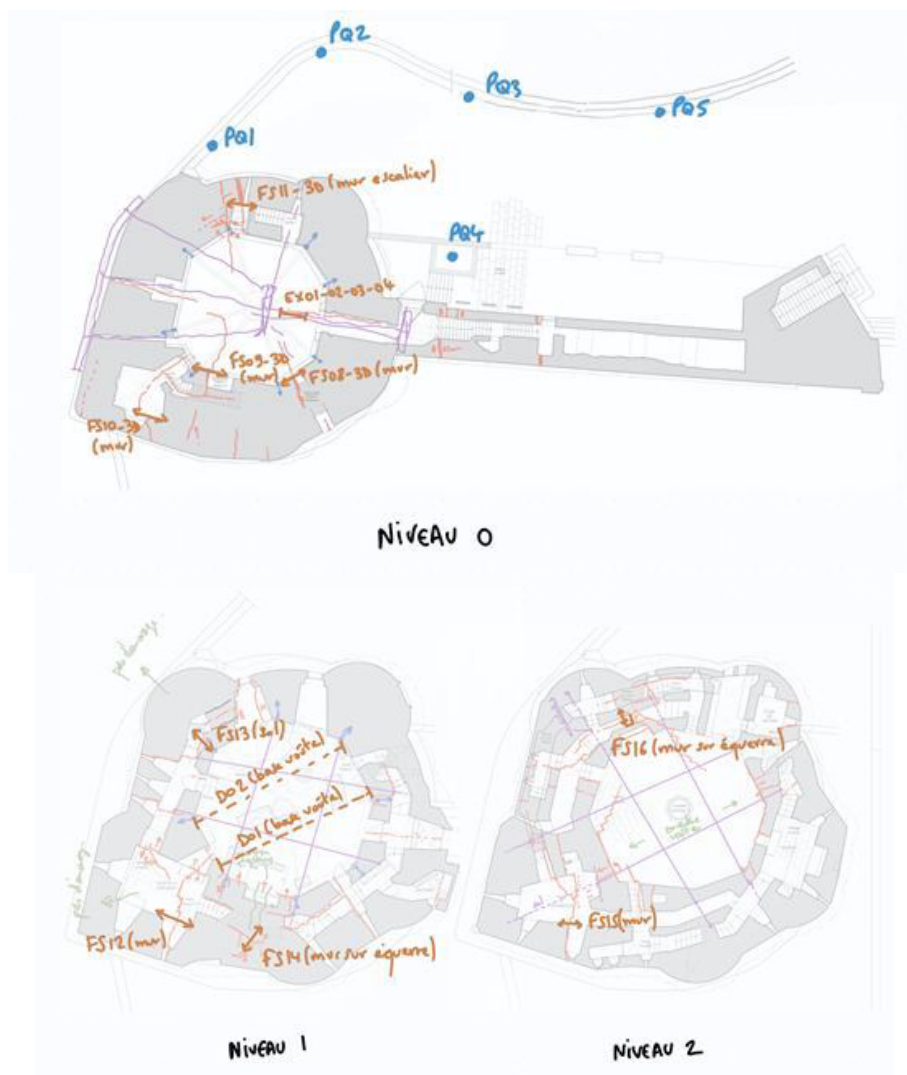 PQ2
PQ3
PQ5
PQ1
FS11-3D (mur escalier)
PQ4
EX01-02-03-04
FS09-3D
(mur)
FS08-3D (mur)
FS10-3D
(mur)
NIVEAU 0
FS13 (sol)
D02 (base voûte)
D01 (base voûte)
FS12 (mur)
FS14 (mur sur équerre)
FS16 (mur sur équerre)
FS15 (mur)
NIVEAU 1
NIVEAU 2